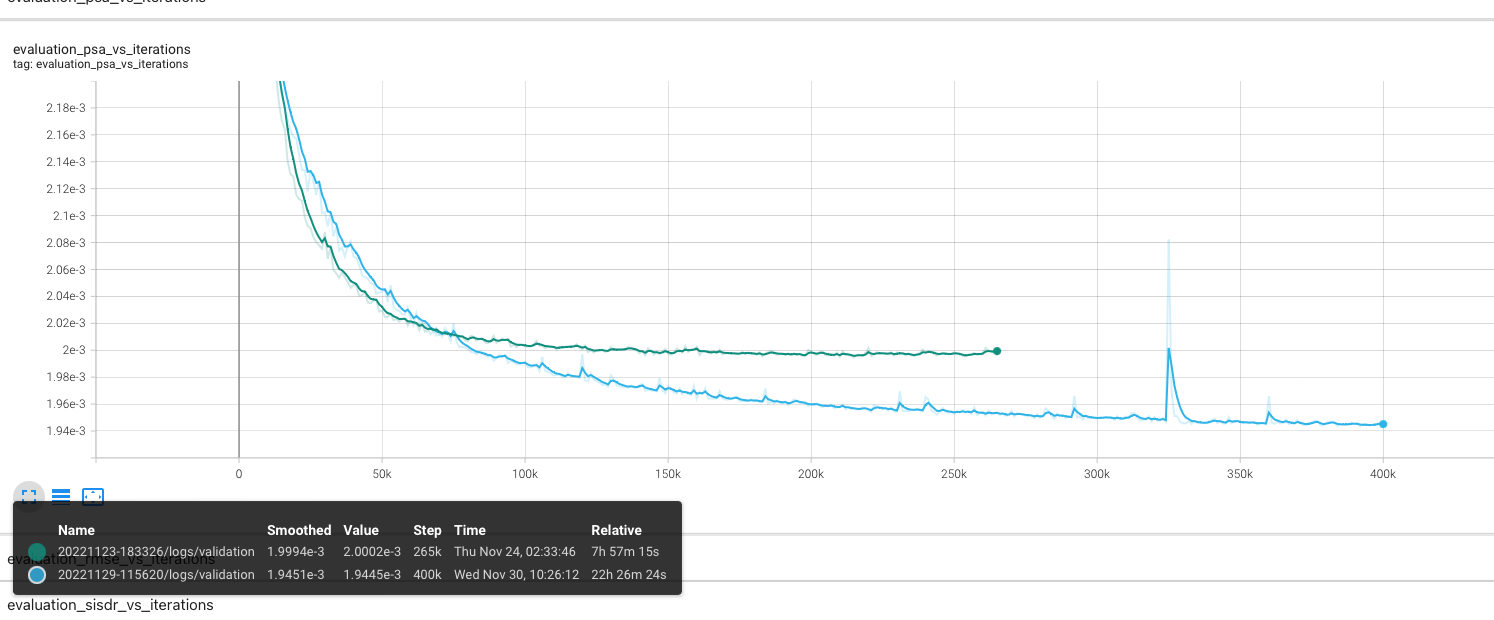 evaluation_psa_vs_iterations
evaluation_psa_vs_iterations
tag: evaluation_psa_vs_iterations
2.18e-3
2.16e-3
2.14e-3
2.12e-3
2.1e-3
2.08e-3
2.06e-3
2.04e-3
2.02e-3
2e-3
1.98e-3
1.96e-3
1.94e-3
0 50k 100k 150k 200k 250k 300k 350k 400k
Name Smoothed Value Step Time Relative
20221123-183326/logs/validation 1.9994e-3 2.0002e-3 265k Thu Nov 24, 02:33:46 7h 57m 15s
evaluation_rmse_vs_iterations
20221129-115620/logs/validation 1.9451e-3 1.9445e-3 400k Wed Nov 30, 10:26:12 22h 26m 24s
evaluation_sisdr_vs_iterations